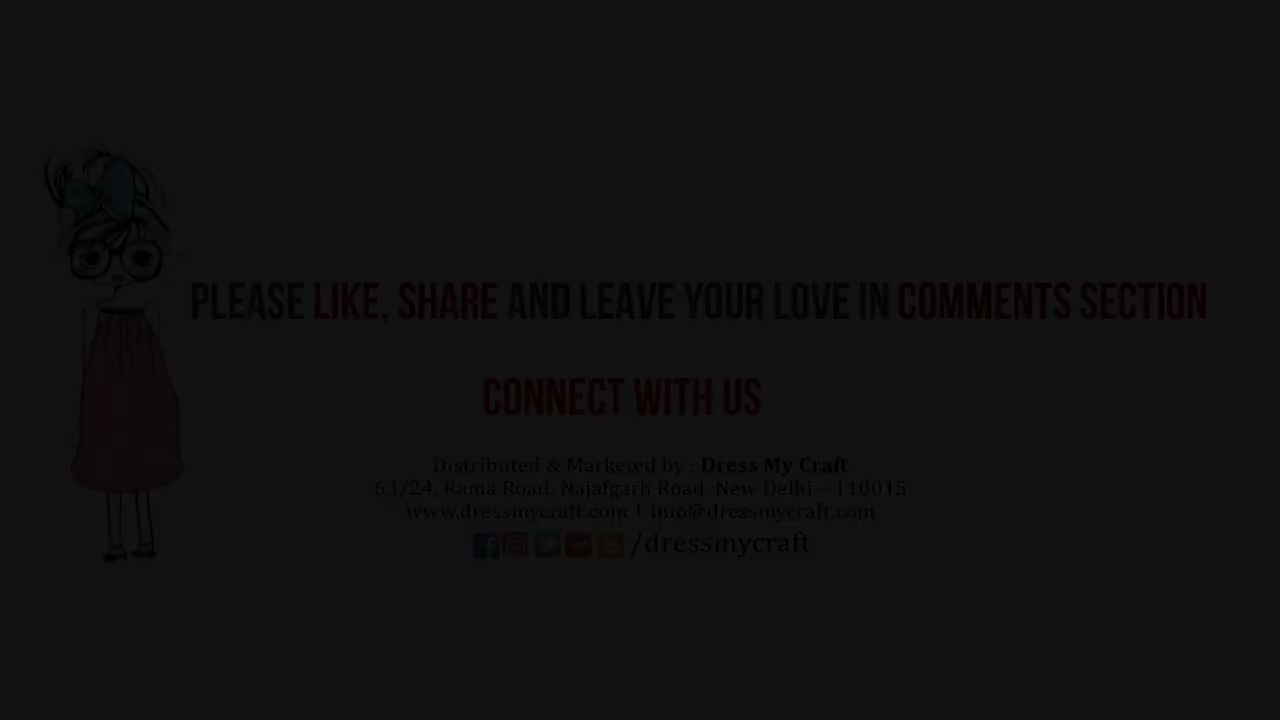 PLEASE LIKE, SHARE AND LEAVE YOUR LOVE IN COMMENTS SECTION
CONNECT WITH US
Distributed & Marketed by : Dress My Craft
63/24, Rama Road, Najafgarh Road, New Delhi - 110015
www.dressmycraft.com I info@dressmycraft.com
/dressmycraft